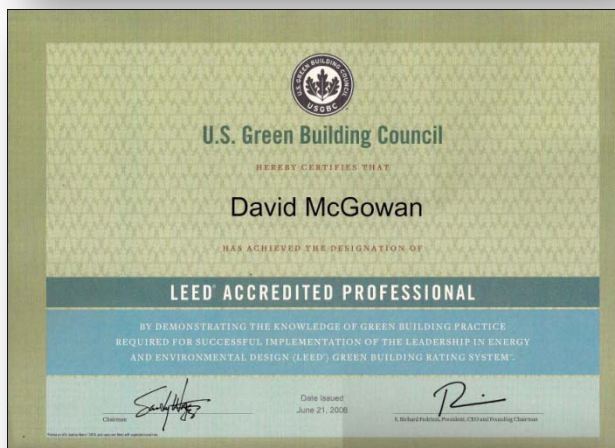 U.S. GREEN BUILDING COUNCIL
USGBC
U.S. Green Building Council
HEREBY CERTIFIES THAT
David McGowan
HAS ACHIEVED THE DESIGNATION OF
LEED® ACCREDITED PROFESSIONAL
BY DEMONSTRATING THE KNOWLEDGE OF GREEN BUILDING PRACTICE
REQUIRED FOR SUCCESSFUL IMPLEMENTATION OF THE LEADERSHIP IN ENERGY
AND ENVIRONMENTAL DESIGN (LEED®) GREEN BUILDING RATING SYSTEM™.
Date Issued
June 21, 2006
Chairman
S. Richard Fedrizzi, President, CEO and Founding Chairman